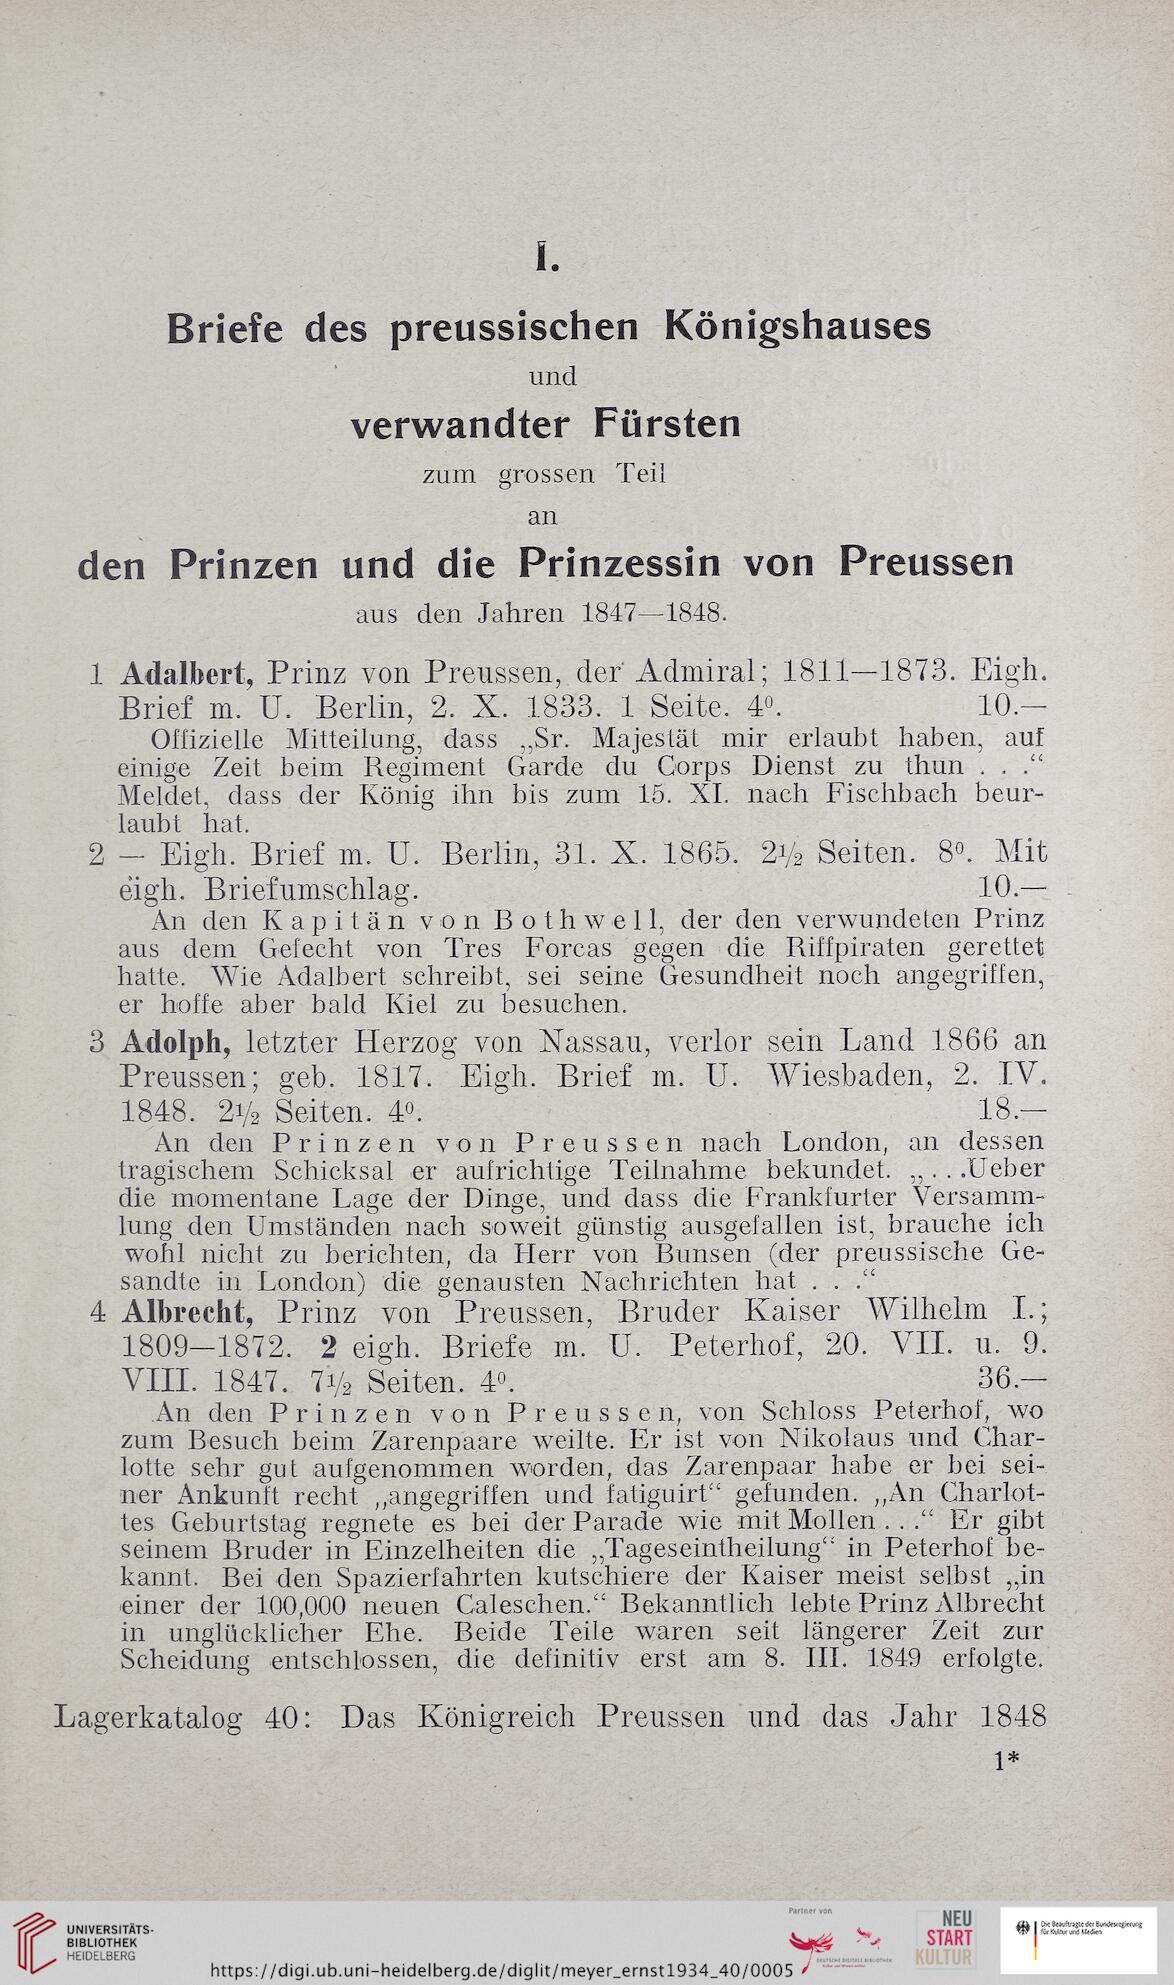 I.
Briefe des preussischen Königshauses
und
verwandter Fürsten
zum grossen Teil
an
den Prinzen und die Prinzessin von Preussen
aus den Jahren 1847—1848.
1 Adalbert, Prinz von Preussen, der Admiral; 1811—1873. Eigh.
Brief m. U. Berlin, 2. X. 1833. 1 Seite. 4⁰. 10.—
Offizielle Mitteilung, dass „Sr. Majestät mir erlaubt haben, auf
einige Zeit beim Regiment Garde du Corps Dienst zu thun . . .“
Meldet, dass der König ihn bis zum 15. XI. nach Fischbach beur-
laubt hat.
2 — Eigh. Brief m. U. Berlin, 31. X. 1865. 2½ Seiten. 8⁰. Mit
eigh. Briefumschlag. 10.—
An den Kapitän von Bothwell, der den verwundeten Prinz
aus dem Gefecht von Tres Forcas gegen die Riffpiraten gerettet
hatte. Wie Adalbert schreibt, sei seine Gesundheit noch angegriffen,
er hoffe aber bald Kiel zu besuchen.
3 Adolph, letzter Herzog von Nassau, verlor sein Land 1866 an
Preussen; geb. 1817. Eigh. Brief m. U. Wiesbaden, 2. IV.
1848. 2½ Seiten. 4⁰. 18.—
An den Prinzen von Preussen nach London, an dessen
tragischem Schicksal er aufrichtige Teilnahme bekundet. „. . .Ueber
die momentane Lage der Dinge, und dass die Frankfurter Versamm-
lung den Umständen nach soweit günstig ausgefallen ist, brauche ich
wohl nicht zu berichten, da Herr von Bunsen (der preussische Ge-
sandte in London) die genausten Nachrichten hat . . .“
4 Albrecht, Prinz von Preussen, Bruder Kaiser Wilhelm I.;
1809—1872. 2 eigh. Briefe m. U. Peterhof, 20. VII. u. 9.
VIII. 1847. 7½ Seiten. 4⁰. 36.—
An den Prinzen von Preussen, von Schloss Peterhof, wo
zum Besuch beim Zarenpaare weilte. Er ist von Nikolaus und Char-
lotte sehr gut aufgenommen worden, das Zarenpaar habe er bei sei-
ner Ankunft recht „angegriffen und fatiguirt“ gefunden. „An Charlot-
tes Geburtstag regnete es bei der Parade wie mit Mollen . . .“ Er gibt
seinem Bruder in Einzelheiten die „Tageseintheilung“ in Peterhof be-
kannt. Bei den Spazierfahrten kutschiere der Kaiser meist selbst „in
einer der 100,000 neuen Caleschen.“ Bekanntlich lebte Prinz Albrecht
in unglücklicher Ehe. Beide Teile waren seit längerer Zeit zur
Scheidung entschlossen, die definitiv erst am 8. III. 1849 erfolgte.
Lagerkatalog 40: Das Königreich Preussen und das Jahr 1848
1*
UNIVERSITÄTS-
BIBLIOTHEK
HEIDELBERG
https://digi.ub.uni-heidelberg.de/diglit/meyer_ernst1934_40/0005
Partner von
DEUTSCHE DIGITALE BIBLIOTHEK
Kultur und Wissen online
NEU
START
KULTUR
Die Beauftragte der Bundesregierung
für Kultur und Medien